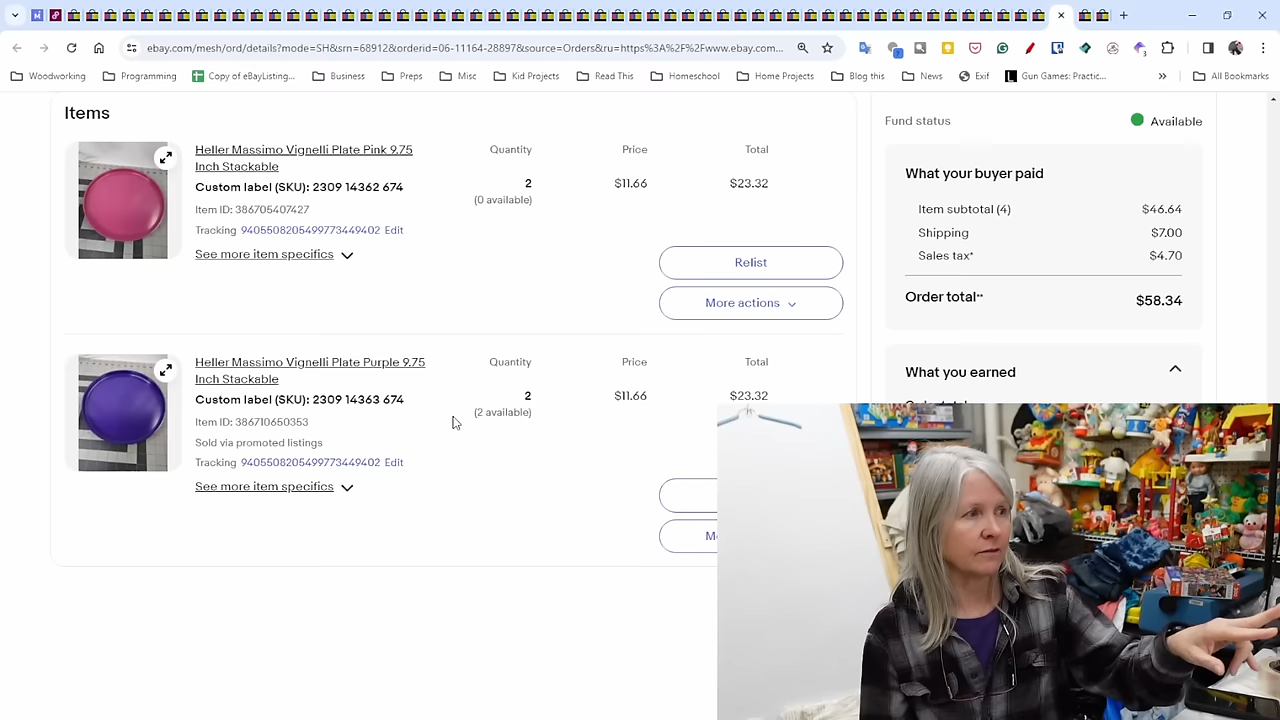 ebay.com/mesh/ord/details?mode=SH&srn=68912&orderid=06-11164-28897&source=Orders&ru=https%3A%2F%2Fwww.ebay.com...
Woodworking
Programming
Copy of eBayListing...
Business
Preps
Misc
Kid Projects
Read This
Homeschool
Home Projects
Blog this
News
Exif
Gun Games: Practic...
»
All Bookmarks
Items
Heller Massimo Vignelli Plate Pink 9.75
Inch Stackable
Custom label (SKU): 2309 14362 674
Item ID: 386705407427
Tracking 9405508205499773449402 Edit
See more item specifics
Quantity Price Total
2 $11.66 $23.32
(0 available)
Relist
More actions
Heller Massimo Vignelli Plate Purple 9.75
Inch Stackable
Custom label (SKU): 2309 14363 674
Item ID: 386710650353
Sold via promoted listings
Tracking 9405508205499773449402 Edit
See more item specifics
Quantity Price Total
2 $11.66 $23.32
(2 available)
Fund status Available
What your buyer paid
Item subtotal (4) $46.64
Shipping $7.00
Sales tax* $4.70
Order total** $58.34
What you earned